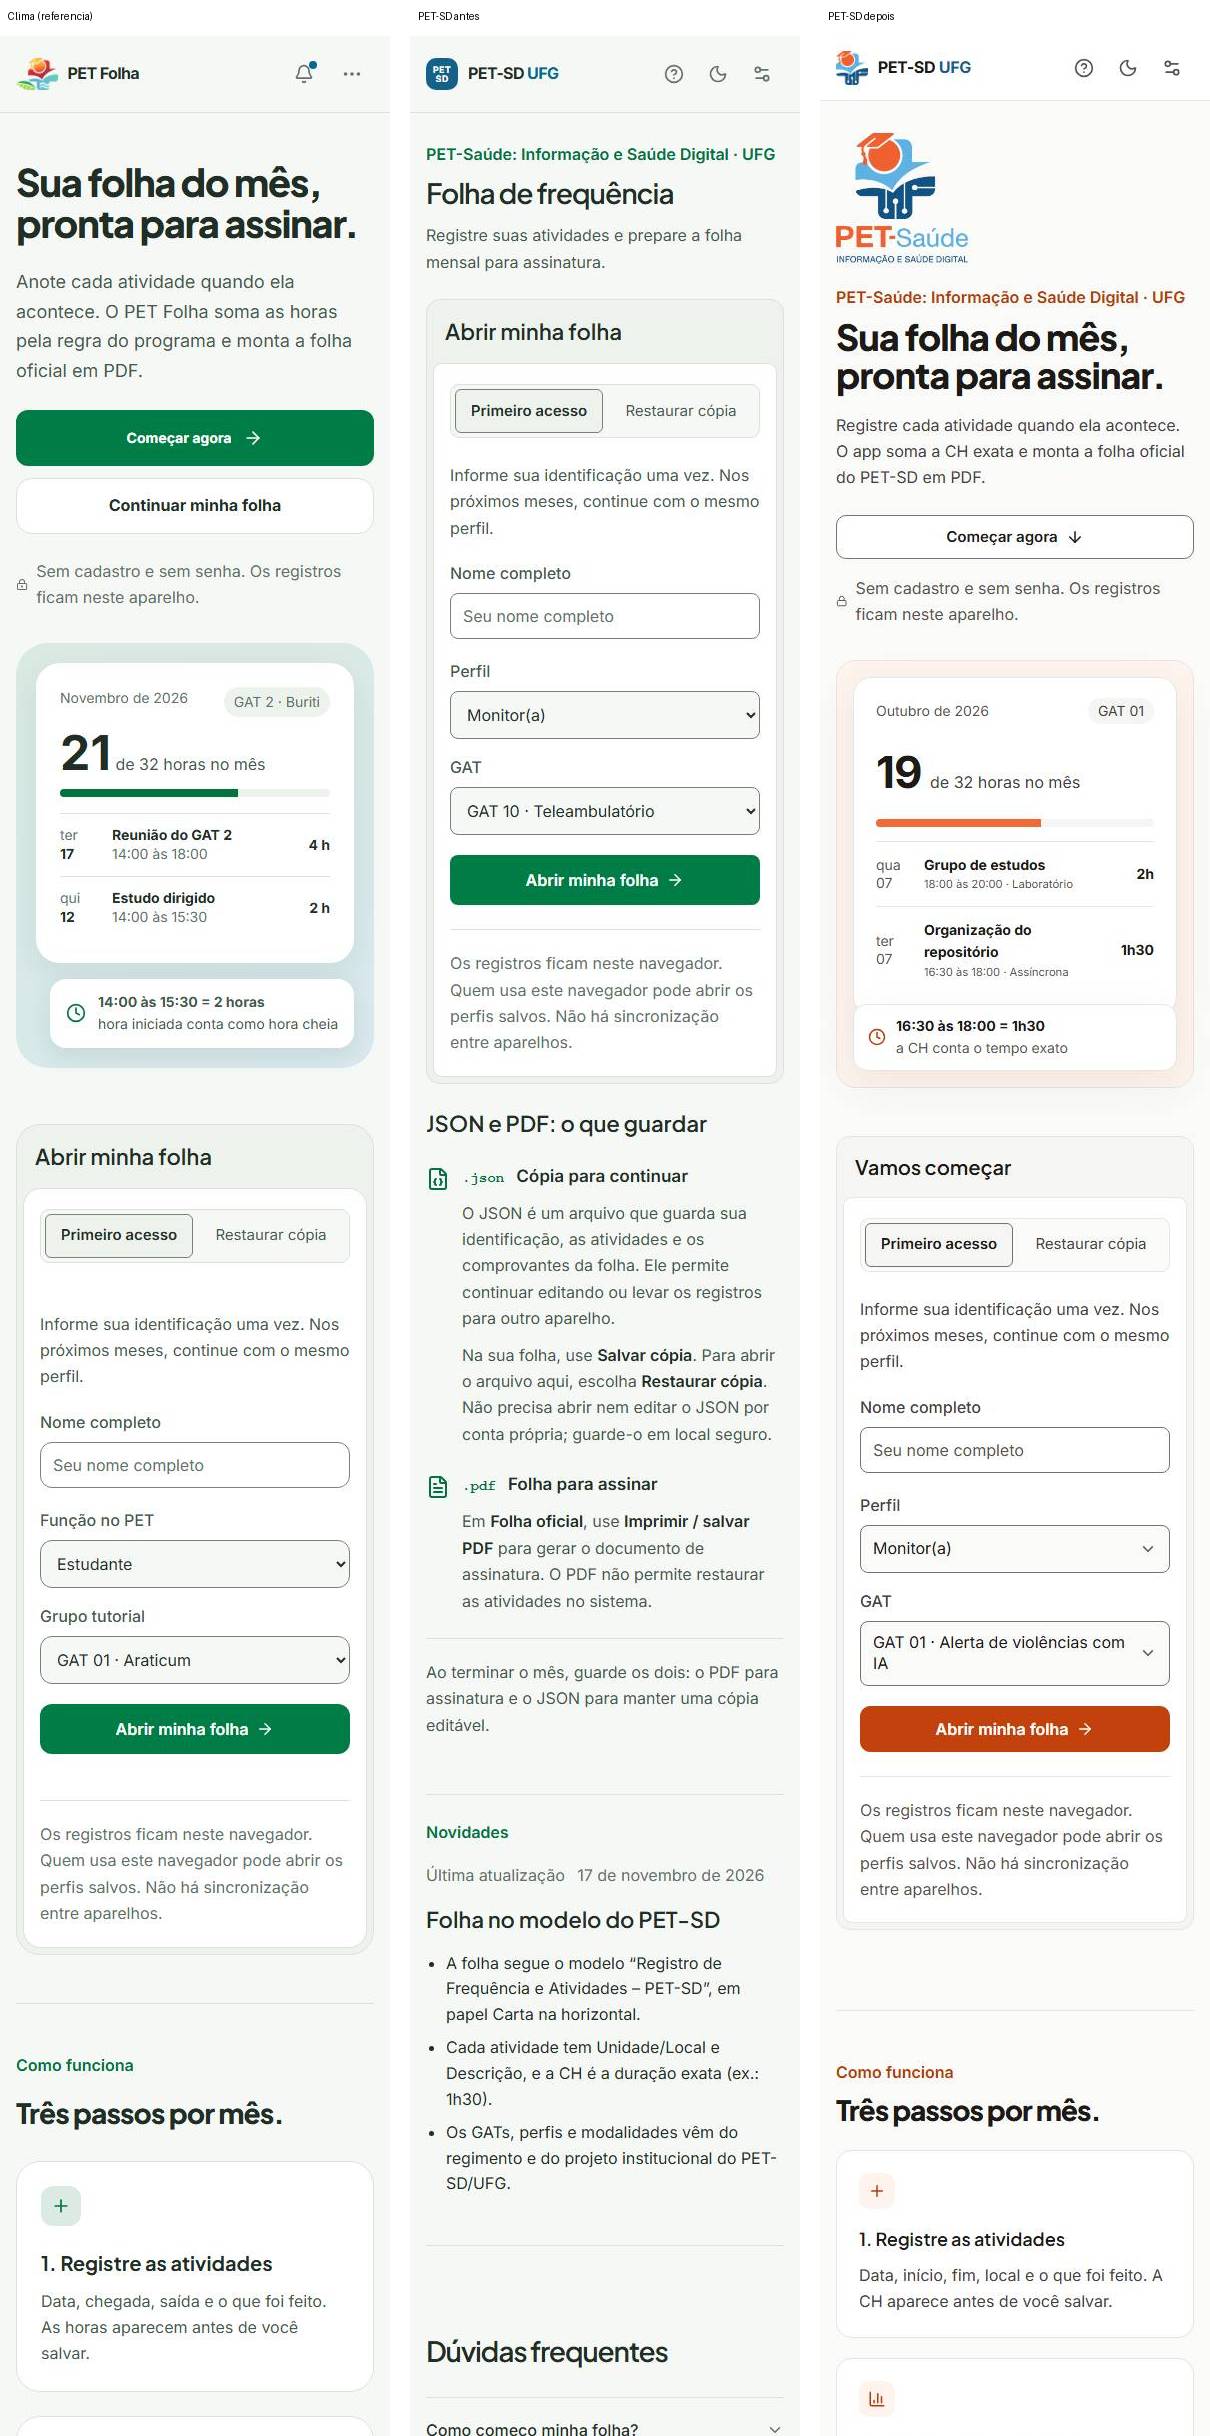 Clima (referencia)
PET Folha
Sua folha do mês,
pronta para assinar.
Anote cada atividade quando ela
acontece. O PET Folha soma as horas
pela regra do programa e monta a folha
oficial em PDF.
Começar agora
Continuar minha folha
Sem cadastro e sem senha. Os registros
ficam neste aparelho.
Novembro de 2026
GAT 2 · Buriti
21 de 32 horas no mês
ter
17
Reunião do GAT 2
14:00 às 18:00
4 h
qui
12
Estudo dirigido
14:00 às 15:30
2 h
14:00 às 15:30 = 2 horas
hora iniciada conta como hora cheia
Abrir minha folha
Primeiro acesso
Restaurar cópia
Informe sua identificação uma vez. Nos
próximos meses, continue com o mesmo
perfil.
Nome completo
Seu nome completo
Função no PET
Estudante
Grupo tutorial
GAT 01 · Araticum
Abrir minha folha
Os registros ficam neste navegador.
Quem usa este navegador pode abrir os
perfis salvos. Não há sincronização
entre aparelhos.
Como funciona
Três passos por mês.
1. Registre as atividades
Data, chegada, saída e o que foi feito.
As horas aparecem antes de você
salvar.
PET-SD antes
PET
SD
PET-SD UFG
PET-Saúde: Informação e Saúde Digital · UFG
Folha de frequência
Registre suas atividades e prepare a folha
mensal para assinatura.
Abrir minha folha
Primeiro acesso
Restaurar cópia
Informe sua identificação uma vez. Nos
próximos meses, continue com o mesmo
perfil.
Nome completo
Seu nome completo
Perfil
Monitor(a)
GAT
GAT 10 · Teleambulatório
Abrir minha folha
Os registros ficam neste navegador.
Quem usa este navegador pode abrir os
perfis salvos. Não há sincronização
entre aparelhos.
JSON e PDF: o que guardar
.json Cópia para continuar
O JSON é um arquivo que guarda sua
identificação, as atividades e os
comprovantes da folha. Ele permite
continuar editando ou levar os registros
para outro aparelho.
Na sua folha, use Salvar cópia. Para abrir
o arquivo aqui, escolha Restaurar cópia.
Não precisa abrir nem editar o JSON por
conta própria; guarde-o em local seguro.
.pdf Folha para assinar
Em Folha oficial, use Imprimir / salvar
PDF para gerar o documento de
assinatura. O PDF não permite restaurar
as atividades no sistema.
Ao terminar o mês, guarde os dois: o PDF para
assinatura e o JSON para manter uma cópia
editável.
Novidades
Última atualização 17 de novembro de 2026
Folha no modelo do PET-SD
• A folha segue o modelo “Registro de
Frequência e Atividades – PET-SD”, em
papel Carta na horizontal.
• Cada atividade tem Unidade/Local e
Descrição, e a CH é a duração exata (ex.:
1h30).
• Os GATs, perfis e modalidades vêm do
regimento e do projeto institucional do PET-
SD/UFG.
Dúvidas frequentes
Como começo minha folha?
PET-SD depois
PET-SD UFG
PET-Saúde
INFORMAÇÃO E SAÚDE DIGITAL
PET-Saúde: Informação e Saúde Digital · UFG
Sua folha do mês,
pronta para assinar.
Registre cada atividade quando ela acontece.
O app soma a CH exata e monta a folha oficial
do PET-SD em PDF.
Começar agora
Sem cadastro e sem senha. Os registros
ficam neste aparelho.
Outubro de 2026
GAT 01
19 de 32 horas no mês
qua
07
Grupo de estudos
18:00 às 20:00 · Laboratório
2h
ter
07
Organização do
repositório
16:30 às 18:00 · Assíncrona
1h30
16:30 às 18:00 = 1h30
a CH conta o tempo exato
Vamos começar
Primeiro acesso
Restaurar cópia
Informe sua identificação uma vez. Nos
próximos meses, continue com o mesmo
perfil.
Nome completo
Seu nome completo
Perfil
Monitor(a)
GAT
GAT 01 · Alerta de violências com
IA
Abrir minha folha
Os registros ficam neste navegador.
Quem usa este navegador pode abrir os
perfis salvos. Não há sincronização
entre aparelhos.
Como funciona
Três passos por mês.
1. Registre as atividades
Data, início, fim, local e o que foi feito. A
CH aparece antes de você salvar.